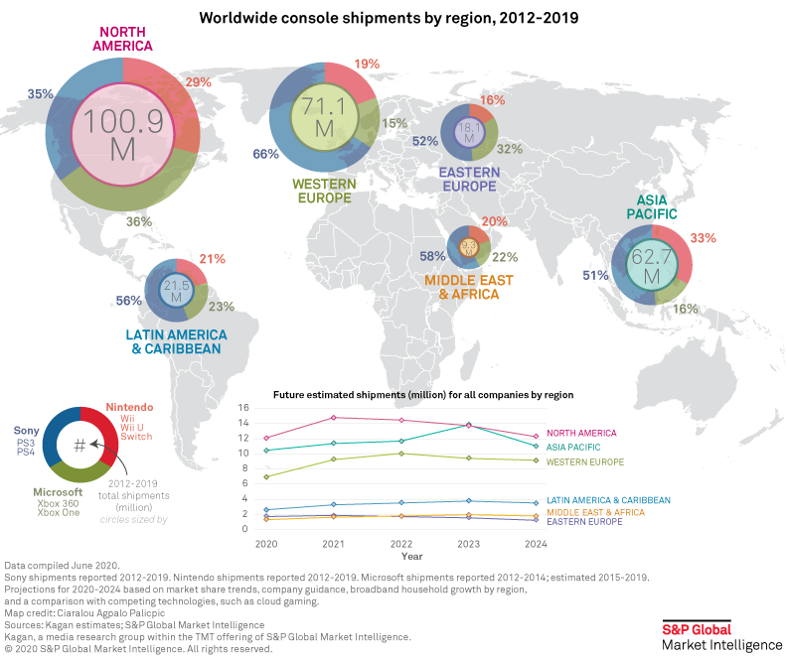 Worldwide console shipments by region, 2012-2019
NORTH
AMERICA
100.9
M
35%
29%
36%
71.1
M
19%
15%
66%
WESTERN
EUROPE
18.1
M
16%
32%
52%
EASTERN
EUROPE
9.3
M
20%
22%
58%
MIDDLE EAST
& AFRICA
ASIA
PACIFIC
62.7
M
33%
16%
51%
21.5
M
21%
23%
56%
LATIN AMERICA
& CARIBBEAN
Sony
PS3
PS4
Nintendo
Wii
Wii U
Switch
#
Microsoft
Xbox 360
Xbox One
2012-2019
total shipments
(million)
circles sized by
Future estimated shipments (million) for all companies by region
16
14
12
10
8
6
4
2
0
2020
2021
2022
2023
2024
Year
NORTH AMERICA
ASIA PACIFIC
WESTERN EUROPE
LATIN AMERICA & CARIBBEAN
MIDDLE EAST & AFRICA
EASTERN EUROPE
Data compiled June 2020.
Sony shipments reported 2012-2019. Nintendo shipments reported 2012-2019. Microsoft shipments reported 2012-2014; estimated 2015-2019.
Projections for 2020-2024 based on market share trends, company guidance, broadband household growth by region,
and a comparison with competing technologies, such as cloud gaming.
Map credit: Ciaralou Agpalo Palicpic
Sources: Kagan estimates; S&P Global Market Intelligence
Kagan, a media research group within the TMT offering of S&P Global Market Intelligence.
© 2020 S&P Global Market Intelligence. All rights reserved.
S&P Global
Market Intelligence